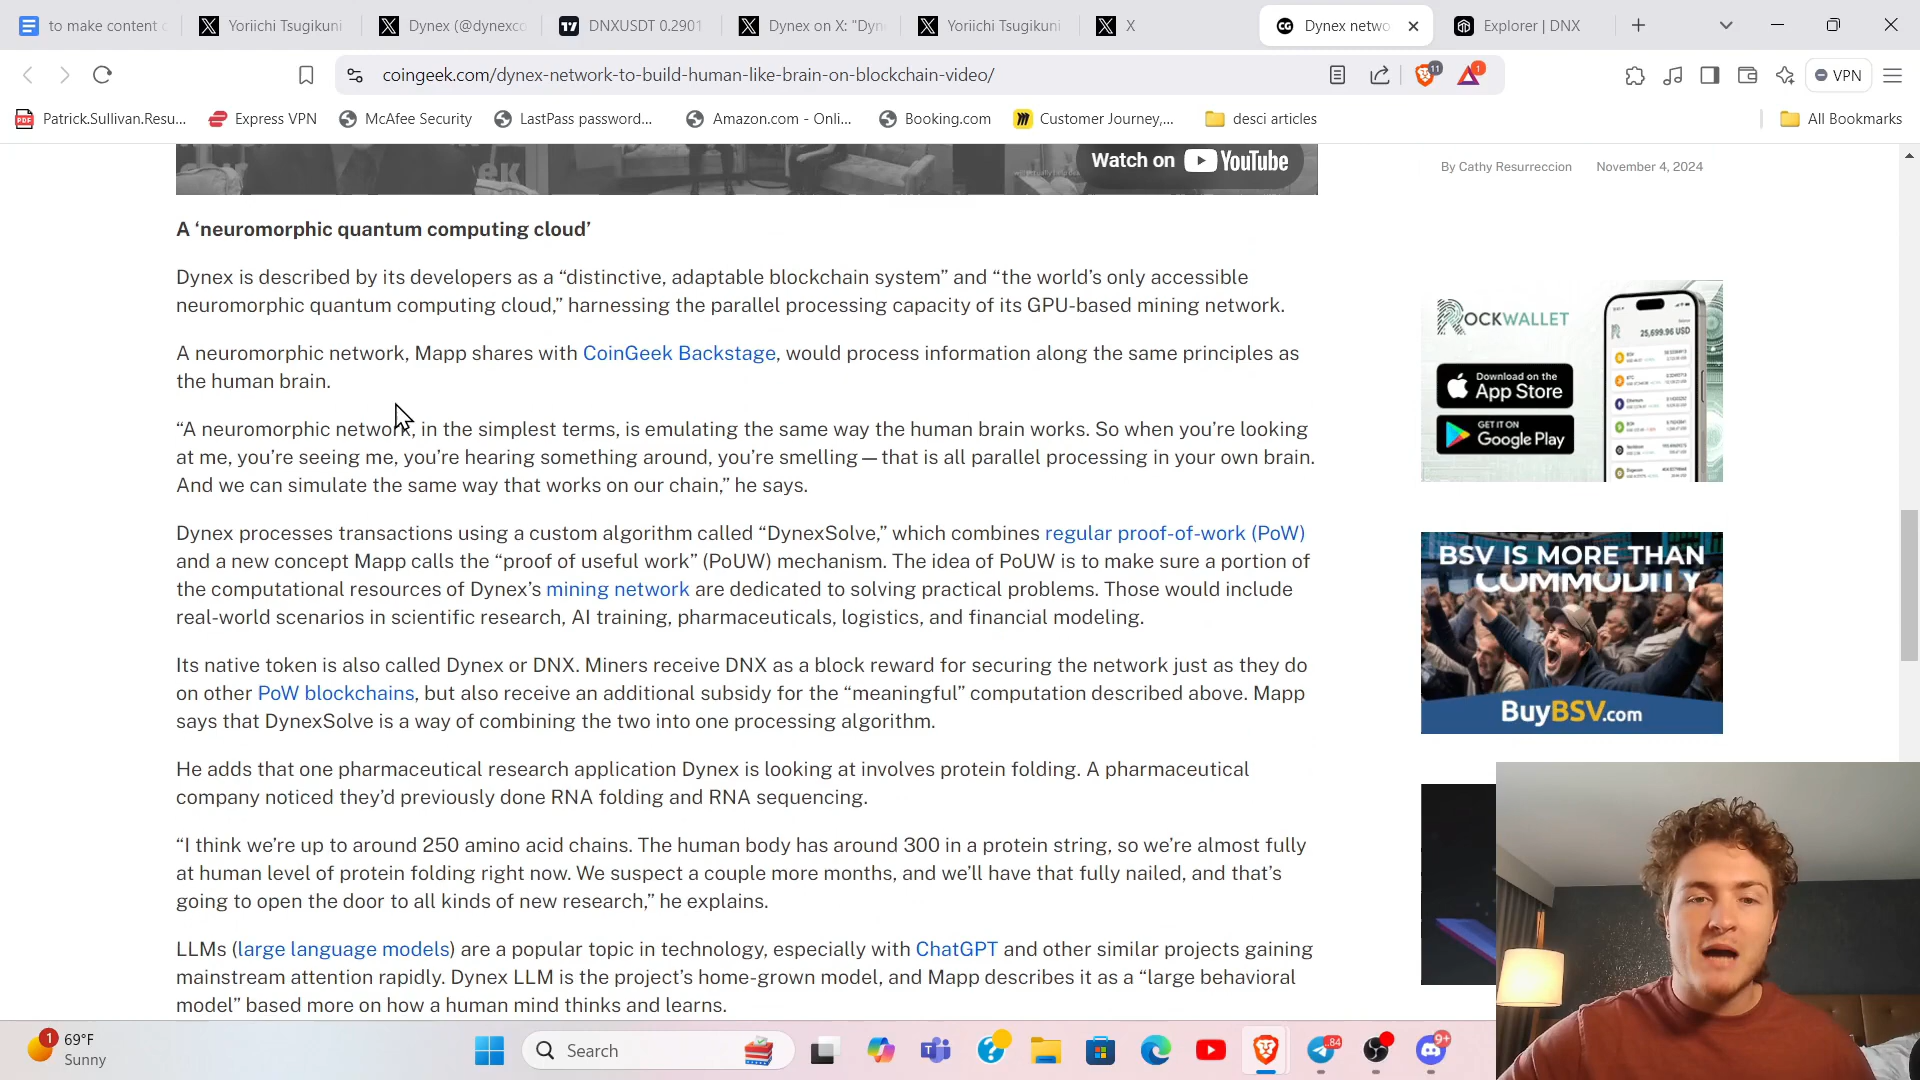 to make content
Yoriichi Tsugikuni
Dynex (@dynexco
DNXUSDT 0.2901
Dynex on X: "Dyn
Yoriichi Tsugikuni
X
Dynex netwo
Explorer | DNX
coingeek.com/dynex-network-to-build-human-like-brain-on-blockchain-video/
11
1
VPN
Patrick.Sullivan.Resu...
Express VPN
McAfee Security
LastPass password...
Amazon.com - Onli...
Booking.com
Customer Journey,...
desci articles
All Bookmarks
Watch on YouTube
By Cathy Resurreccion November 4, 2024
A ‘neuromorphic quantum computing cloud’
Dynex is described by its developers as a “distinctive, adaptable blockchain system” and “the world’s only accessible
neuromorphic quantum computing cloud,” harnessing the parallel processing capacity of its GPU-based mining network.
A neuromorphic network, Mapp shares with CoinGeek Backstage, would process information along the same principles as
the human brain.
“A neuromorphic network, in the simplest terms, is emulating the same way the human brain works. So when you’re looking
at me, you’re seeing me, you’re hearing something around, you’re smelling—that is all parallel processing in your own brain.
And we can simulate the same way that works on our chain,” he says.
Dynex processes transactions using a custom algorithm called “DynexSolve,” which combines regular proof-of-work (PoW)
and a new concept Mapp calls the “proof of useful work” (PoUW) mechanism. The idea of PoUW is to make sure a portion of
the computational resources of Dynex’s mining network are dedicated to solving practical problems. Those would include
real-world scenarios in scientific research, AI training, pharmaceuticals, logistics, and financial modeling.
Its native token is also called Dynex or DNX. Miners receive DNX as a block reward for securing the network just as they do
on other PoW blockchains, but also receive an additional subsidy for the “meaningful” computation described above. Mapp
says that DynexSolve is a way of combining the two into one processing algorithm.
He adds that one pharmaceutical research application Dynex is looking at involves protein folding. A pharmaceutical
company noticed they’d previously done RNA folding and RNA sequencing.
“I think we’re up to around 250 amino acid chains. The human body has around 300 in a protein string, so we’re almost fully
at human level of protein folding right now. We suspect a couple more months, and we’ll have that fully nailed, and that’s
going to open the door to all kinds of new research,” he explains.
LLMs (large language models) are a popular topic in technology, especially with ChatGPT and other similar projects gaining
mainstream attention rapidly. Dynex LLM is the project’s home-grown model, and Mapp describes it as a “large behavioral
model” based more on how a human mind thinks and learns.
ROCKWALLET
Download on the
App Store
GET IT ON
Google Play
25,699.96 USD
BSV IS MORE THAN
COMMODITY
BuyBSV.com
1
69°F
Sunny
Search
84
9+